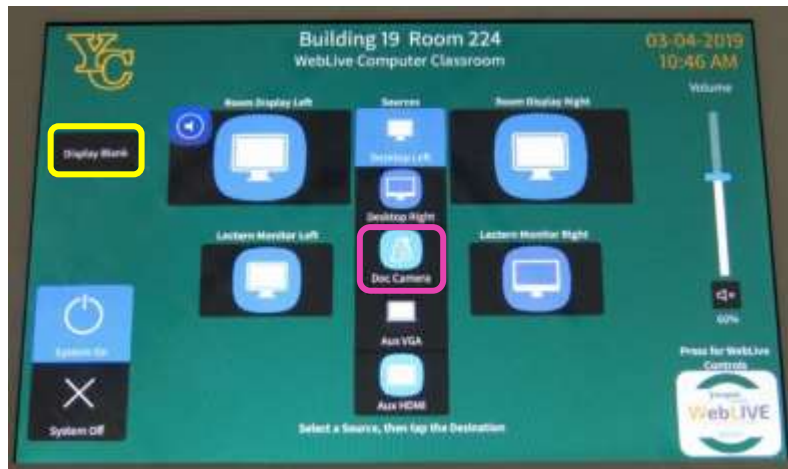 YC
Building 19 Room 224
WebLive Computer Classroom
03-04-2019
10:46 AM
Volume
Room Display Left
Sources
Room Display Right
Display Blank
Desktop Left
Desktop Right
Lectern Monitor Left
Lectern Monitor Right
Doc Camera
Aux VGA
60%
System On
Press for WebLive
Controls
Aux HDMI
WebLIVE
System Off
Select a Source, then tap the Destination